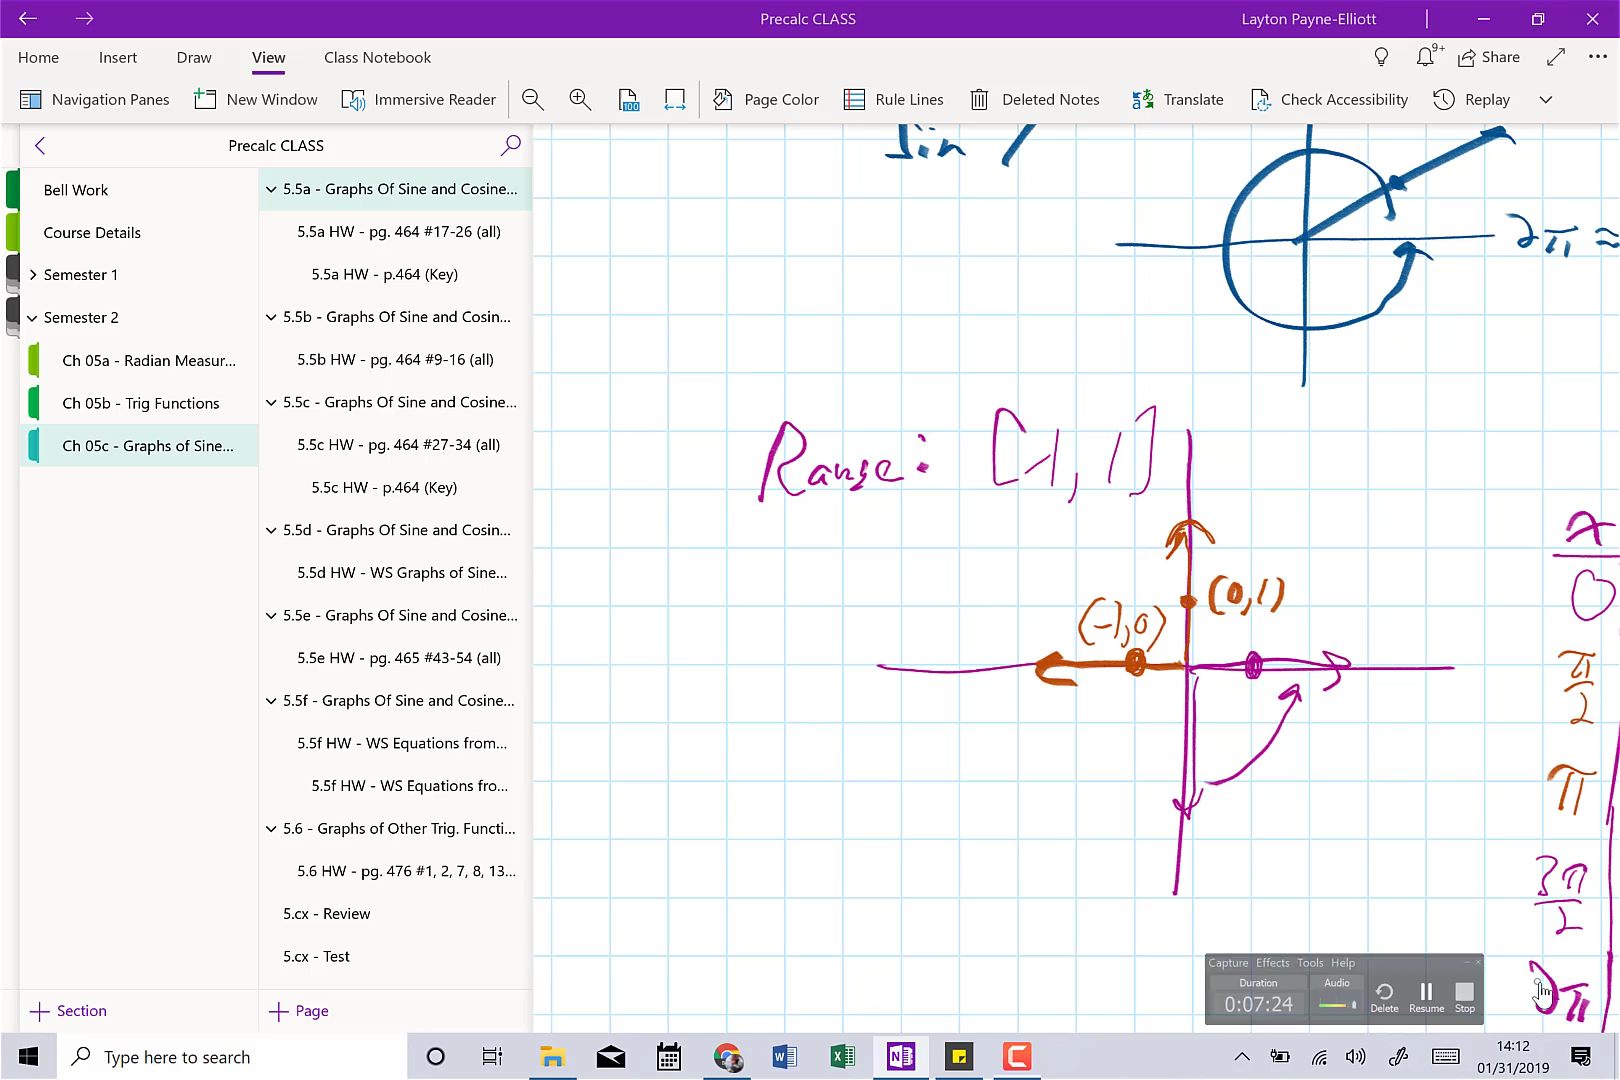 Precalc CLASS
Layton Payne-Elliott
Home Insert Draw View Class Notebook
9+ Share
Navigation Panes New Window Immersive Reader 100 Page Color Rule Lines Deleted Notes Translate Check Accessibility Replay
Precalc CLASS
Bell Work
Course Details
Semester 1
Semester 2
Ch 05a - Radian Measur...
Ch 05b - Trig Functions
Ch 05c - Graphs of Sine...
5.5a - Graphs Of Sine and Cosine...
5.5a HW - pg. 464 #17-26 (all)
5.5a HW - p.464 (Key)
5.5b - Graphs Of Sine and Cosin...
5.5b HW - pg. 464 #9-16 (all)
5.5c - Graphs Of Sine and Cosine...
5.5c HW - pg. 464 #27-34 (all)
5.5c HW - p.464 (Key)
5.5d - Graphs Of Sine and Cosin...
5.5d HW - WS Graphs of Sine...
5.5e - Graphs Of Sine and Cosine...
5.5e HW - pg. 465 #43-54 (all)
5.5f - Graphs Of Sine and Cosine...
5.5f HW - WS Equations from...
5.5f HW - WS Equations fro...
5.6 - Graphs of Other Trig. Functi...
5.6 HW - pg. 476 #1, 2, 7, 8, 13...
5.cx - Review
5.cx - Test
Section
Page
Sin
2π ≈
Range: [-1, 1]
(0,1)
(-1,0)
x
0
π/2
π
3π/2
2π
Capture Effects Tools Help
Duration
0:07:24
Audio
Delete Resume Stop
Type here to search
14:12
01/31/2019